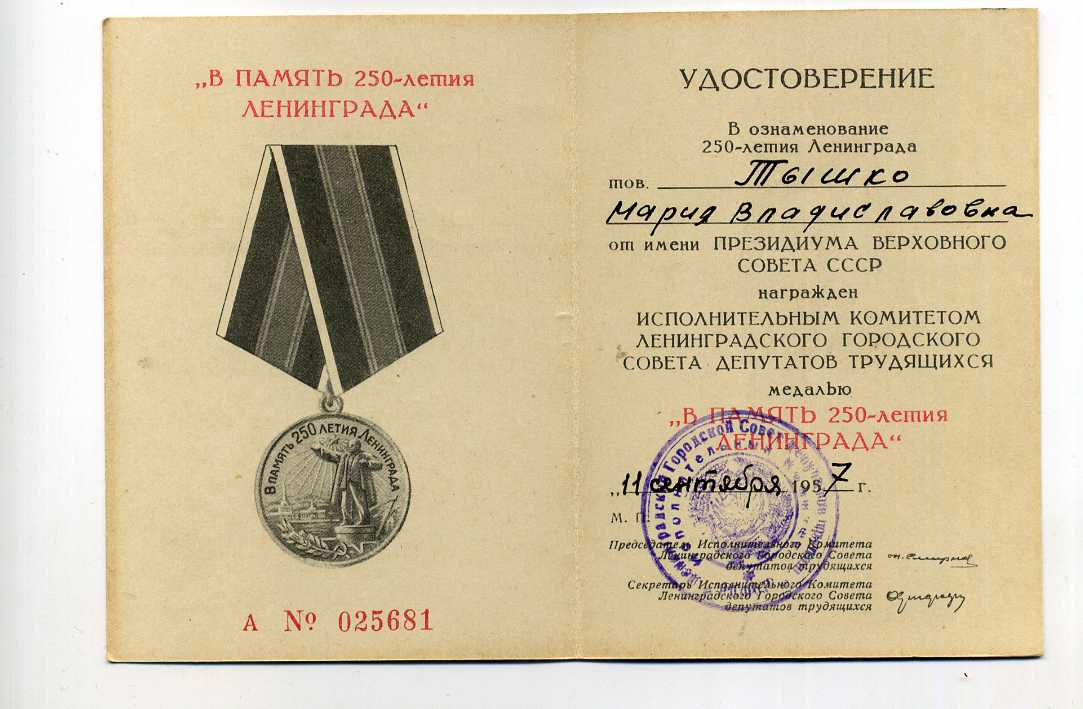 „В ПАМЯТЬ 250-летия
ЛЕНИНГРАДА“
В ПАМЯТЬ 250 ЛЕТИЯ ЛЕНИНГРАДА
А № 025681
УДОСТОВЕРЕНИЕ
В ознаменование
250-летия Ленинграда
тов. Тышко
Мария Владиславовна
от имени ПРЕЗИДИУМА ВЕРХОВНОГО
СОВЕТА СССР
награжден
ИСПОЛНИТЕЛЬНЫМ КОМИТЕТОМ
ЛЕНИНГРАДСКОГО ГОРОДСКОГО
СОВЕТА ДЕПУТАТОВ ТРУДЯЩИХСЯ
медалью
„В ПАМЯТЬ 250-летия
ЛЕНИНГРАДА“
„11 сентября 1957 г.
М. П.
Председатель Исполнительного Комитета
Ленинградского Городского Совета
депутатов трудящихся
Секретарь Исполнительного Комитета
Ленинградского Городского Совета
депутатов трудящихся